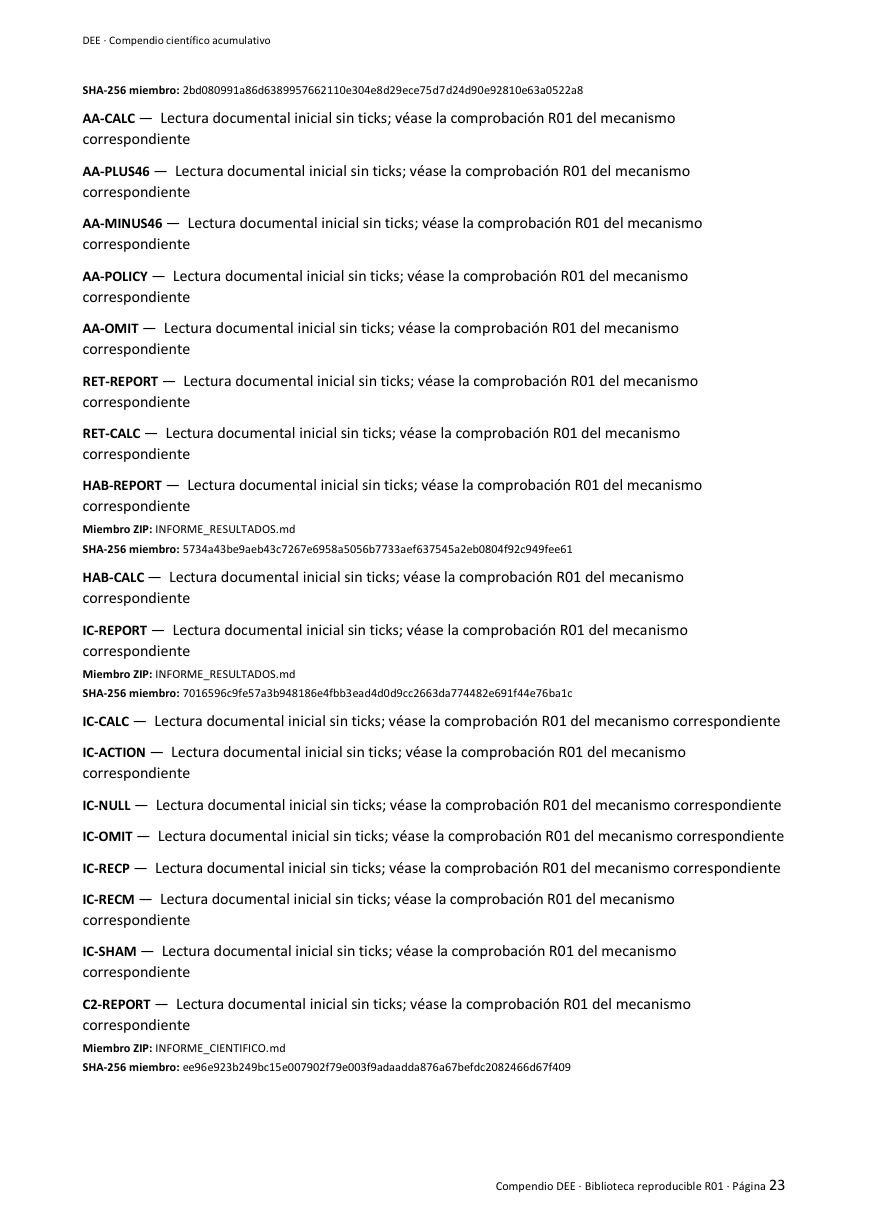 DEE · Compendio científico acumulativo
SHA-256 miembro: 2bd080991a86d6389957662110e304e8d29ece75d7d24d90e92810e63a0522a8
AA-CALC — Lectura documental inicial sin ticks; véase la comprobación R01 del mecanismo
correspondiente
AA-PLUS46 — Lectura documental inicial sin ticks; véase la comprobación R01 del mecanismo
correspondiente
AA-MINUS46 — Lectura documental inicial sin ticks; véase la comprobación R01 del mecanismo
correspondiente
AA-POLICY — Lectura documental inicial sin ticks; véase la comprobación R01 del mecanismo
correspondiente
AA-OMIT — Lectura documental inicial sin ticks; véase la comprobación R01 del mecanismo
correspondiente
RET-REPORT — Lectura documental inicial sin ticks; véase la comprobación R01 del mecanismo
correspondiente
RET-CALC — Lectura documental inicial sin ticks; véase la comprobación R01 del mecanismo
correspondiente
HAB-REPORT — Lectura documental inicial sin ticks; véase la comprobación R01 del mecanismo
correspondiente
Miembro ZIP: INFORME_RESULTADOS.md
SHA-256 miembro: 5734a43be9aeb43c7267e6958a5056b7733aef637545a2eb0804f92c949fee61
HAB-CALC — Lectura documental inicial sin ticks; véase la comprobación R01 del mecanismo
correspondiente
IC-REPORT — Lectura documental inicial sin ticks; véase la comprobación R01 del mecanismo
correspondiente
Miembro ZIP: INFORME_RESULTADOS.md
SHA-256 miembro: 7016596c9fe57a3b948186e4fbb3ead4d0d9cc2663da774482e691f44e76ba1c
IC-CALC — Lectura documental inicial sin ticks; véase la comprobación R01 del mecanismo correspondiente
IC-ACTION — Lectura documental inicial sin ticks; véase la comprobación R01 del mecanismo
correspondiente
IC-NULL — Lectura documental inicial sin ticks; véase la comprobación R01 del mecanismo correspondiente
IC-OMIT — Lectura documental inicial sin ticks; véase la comprobación R01 del mecanismo correspondiente
IC-RECP — Lectura documental inicial sin ticks; véase la comprobación R01 del mecanismo correspondiente
IC-RECM — Lectura documental inicial sin ticks; véase la comprobación R01 del mecanismo
correspondiente
IC-SHAM — Lectura documental inicial sin ticks; véase la comprobación R01 del mecanismo
correspondiente
C2-REPORT — Lectura documental inicial sin ticks; véase la comprobación R01 del mecanismo
correspondiente
Miembro ZIP: INFORME_CIENTIFICO.md
SHA-256 miembro: ee96e923b249bc15e007902f79e003f9adaadda876a67befdc2082466d67f409
Compendio DEE · Biblioteca reproducible R01 · Página 23